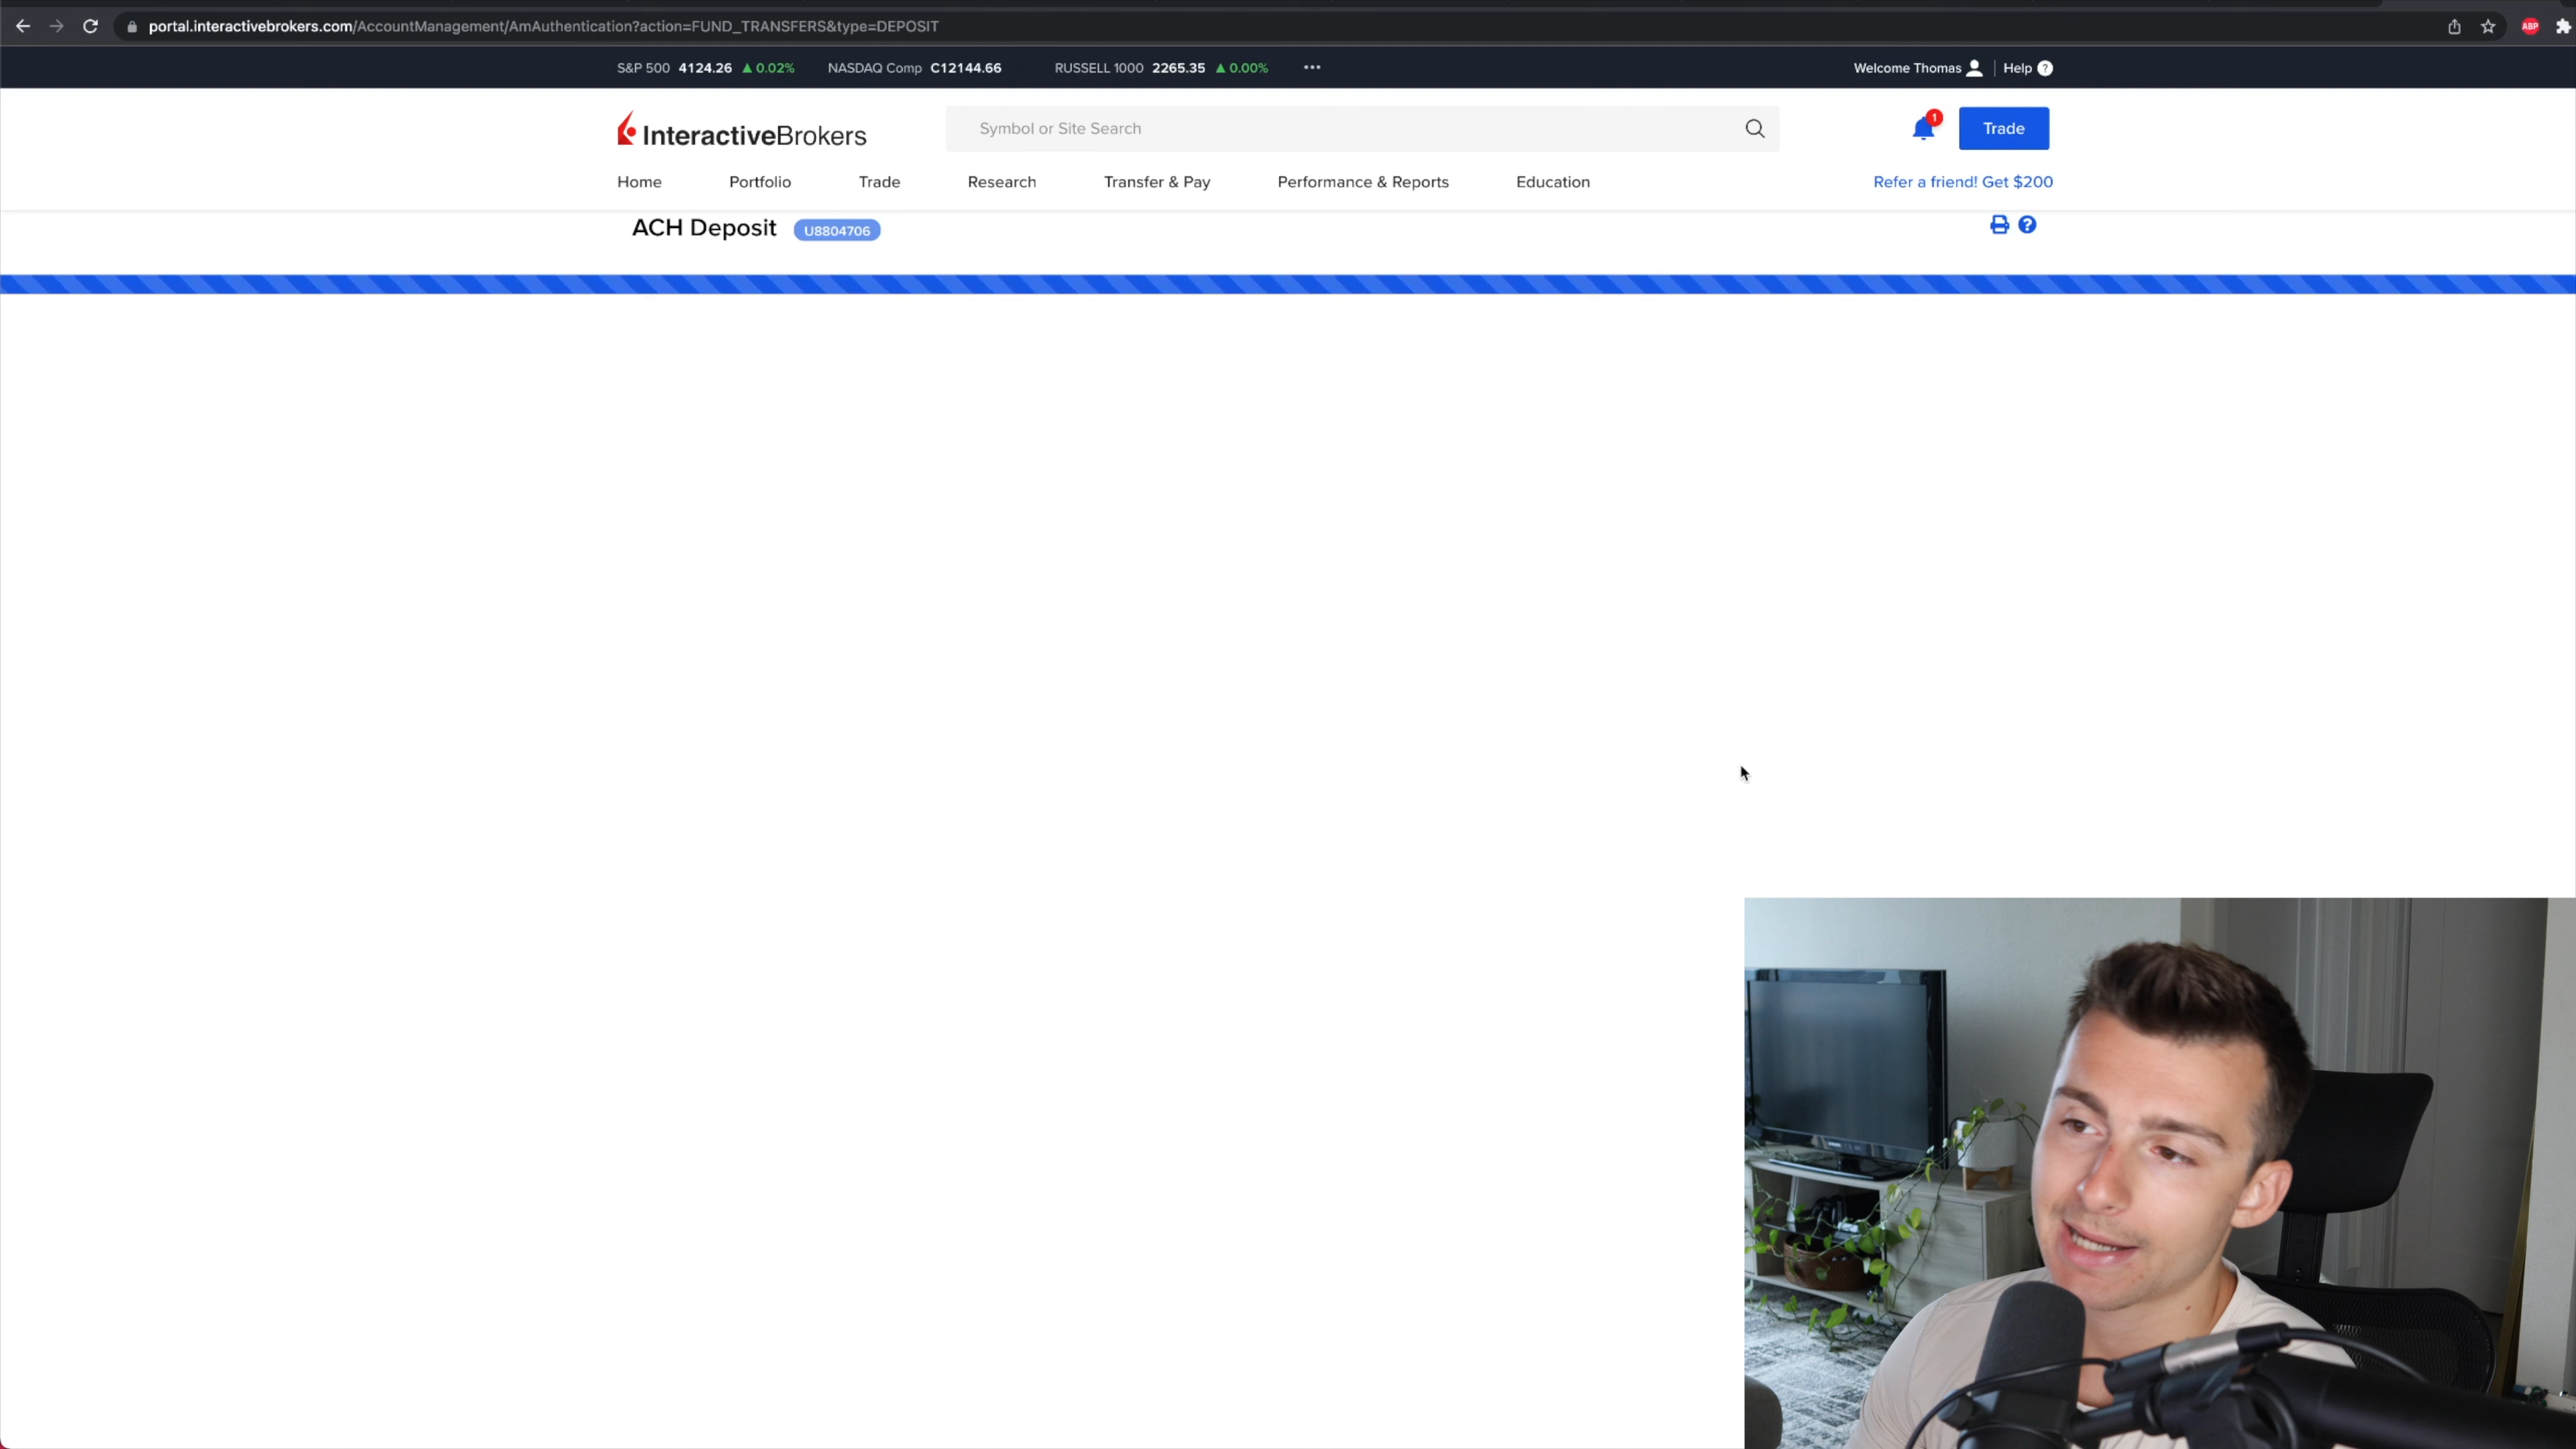 portal.interactivebrokers.com/AccountManagement/AmAuthentication?action=FUND_TRANSFERS&type=DEPOSIT
ABP
S&P 500 4124.26 ▲ 0.02% NASDAQ Comp C12144.66 RUSSELL 1000 2265.35 ▲ 0.00% ••• Welcome Thomas Help ?
InteractiveBrokers Symbol or Site Search 1 Trade
Home Portfolio Trade Research Transfer & Pay Performance & Reports Education Refer a friend! Get $200
ACH Deposit U8804706 ?